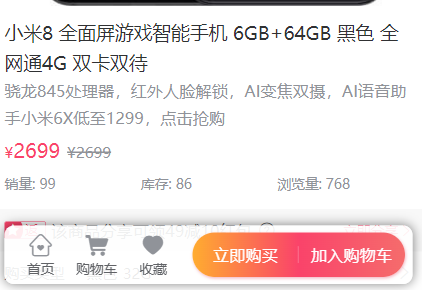 小米8 全面屏游戏智能手机 6GB+64GB 黑色 全
网通4G 双卡双待
骁龙845处理器，红外人脸解锁，AI变焦双摄，AI语音助
手小米6X低至1299，点击抢购
¥2699 ¥2699
销量: 99 库存: 86 浏览量: 768
首页 购物车 收藏 立即购买 加入购物车